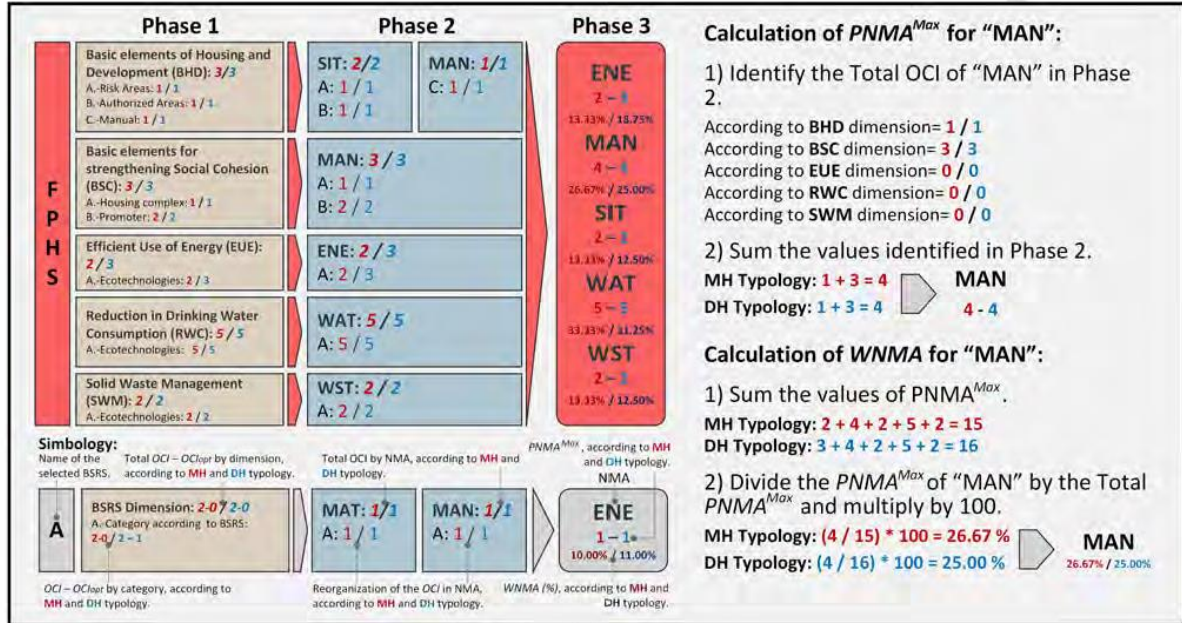 Phase 1
Phase 2
Phase 3
F
P
H
S
Basic elements of Housing and
Development (BHD): 3/3
A.-Risk Areas: 1 / 1
B.-Authorized Areas: 1 / 1
C.-Manual: 1 / 1
SIT: 2/2
A: 1 / 1
B: 1 / 1
MAN: 1/1
C: 1 / 1
Basic elements for
strengthening Social Cohesion
(BSC): 3 / 3
A.-Housing complex: 1 / 1
B.-Promoter: 2 / 2
MAN: 3 / 3
A: 1 / 1
B: 2 / 2
Efficient Use of Energy (EUE):
2 / 3
A.-Ecotechnologies: 2 / 3
ENE: 2 / 3
A: 2 / 3
Reduction in Drinking Water
Consumption (RWC): 5 / 5
A.-Ecotechnologies: 5 / 5
WAT: 5 / 5
A: 5 / 5
Solid Waste Management
(SWM): 2 / 2
A.-Ecotechnologies: 2 / 2
WST: 2 / 2
A: 2 / 2
ENE
13.33% / 18.75%
MAN
26.67% / 25.00%
SIT
13.33% / 12.50%
WAT
WST
13.33% / 12.50%
Simbology:
Name of the
selected BSRS.
Total OCI – OCIopt by dimension,
according to MH and DH typology.
Total OCI by NMA, according to MH and
DH typology.
PNMAMax, according to MH
and DH typology.
NMA
A
BSRS Dimension: 2-0 / 2-0
A.-Category according to BSRS:
2-0 / 2 – 1
MAT: 1/1
A: 1 / 1
MAN: 1/1
A: 1 / 1
ENE
1 – 1
10.00% / 11.00%
OCI – OCIopt by category, according to
MH and DH typology.
Reorganization of the OCI in NMA,
according to MH and DH typology.
WNMA (%), according to MH and
DH typology.
Calculation of PNMAMax for “MAN”:
1) Identify the Total OCI of “MAN” in Phase
2.
According to BHD dimension= 1 / 1
According to BSC dimension= 3 / 3
According to EUE dimension= 0 / 0
According to RWC dimension= 0 / 0
According to SWM dimension= 0 / 0
2) Sum the values identified in Phase 2.
MH Typology: 1 + 3 = 4
DH Typology: 1 + 3 = 4
MAN
4 - 4
Calculation of WNMA for “MAN”:
1) Sum the values of PNMAMax.
MH Typology: 2 + 4 + 2 + 5 + 2 = 15
DH Typology: 3 + 4 + 2 + 5 + 2 = 16
2) Divide the PNMAMax of “MAN” by the Total
PNMAMax and multiply by 100.
MH Typology: (4 / 15) * 100 = 26.67 %
DH Typology: (4 / 16) * 100 = 25.00 %
MAN
26.67% / 25.00%